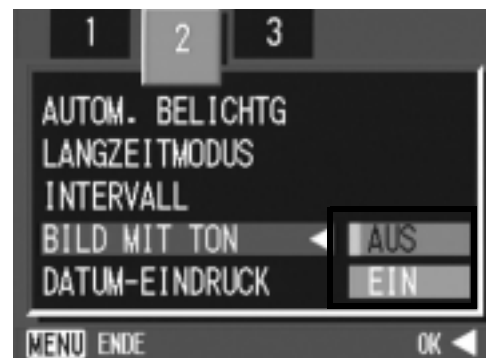 1 2 3
AUTOM. BELICHTG
LANGZEITMODUS
INTERVALL
BILD MIT TON ◀ AUS
DATUM-EINDRUCK EIN
MENU ENDE OK ◀